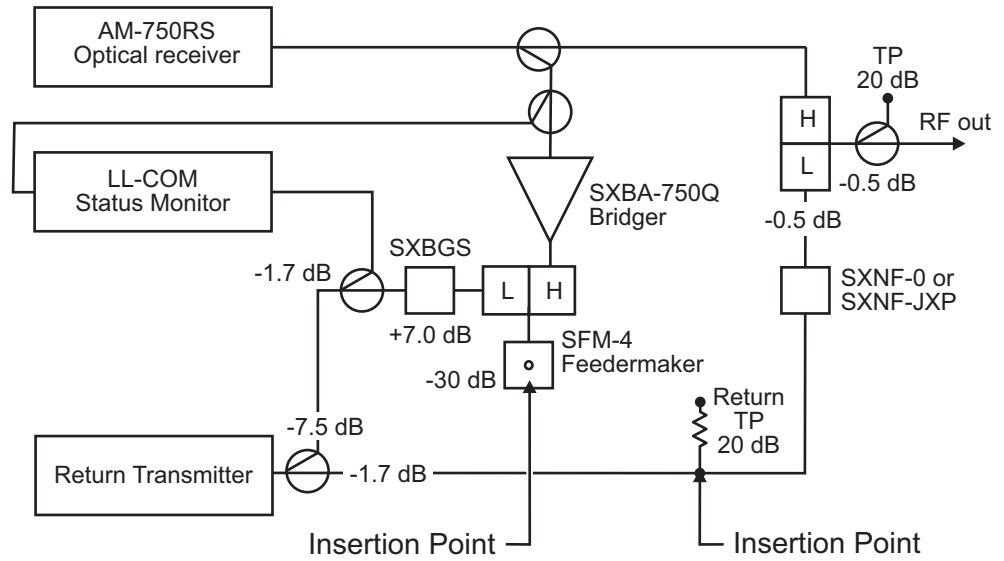 AM-750RS
Optical receiver
TP
20 dB
H
RF out
L
-0.5 dB
LL-COM
Status Monitor
SXBA-750Q
Bridger
-0.5 dB
SXBGS
-1.7 dB
L
H
SXNF-0 or
SXNF-JXP
+7.0 dB
SFM-4
Feedermaker
-30 dB
Return
TP
20 dB
-7.5 dB
Return Transmitter
-1.7 dB
Insertion Point
Insertion Point